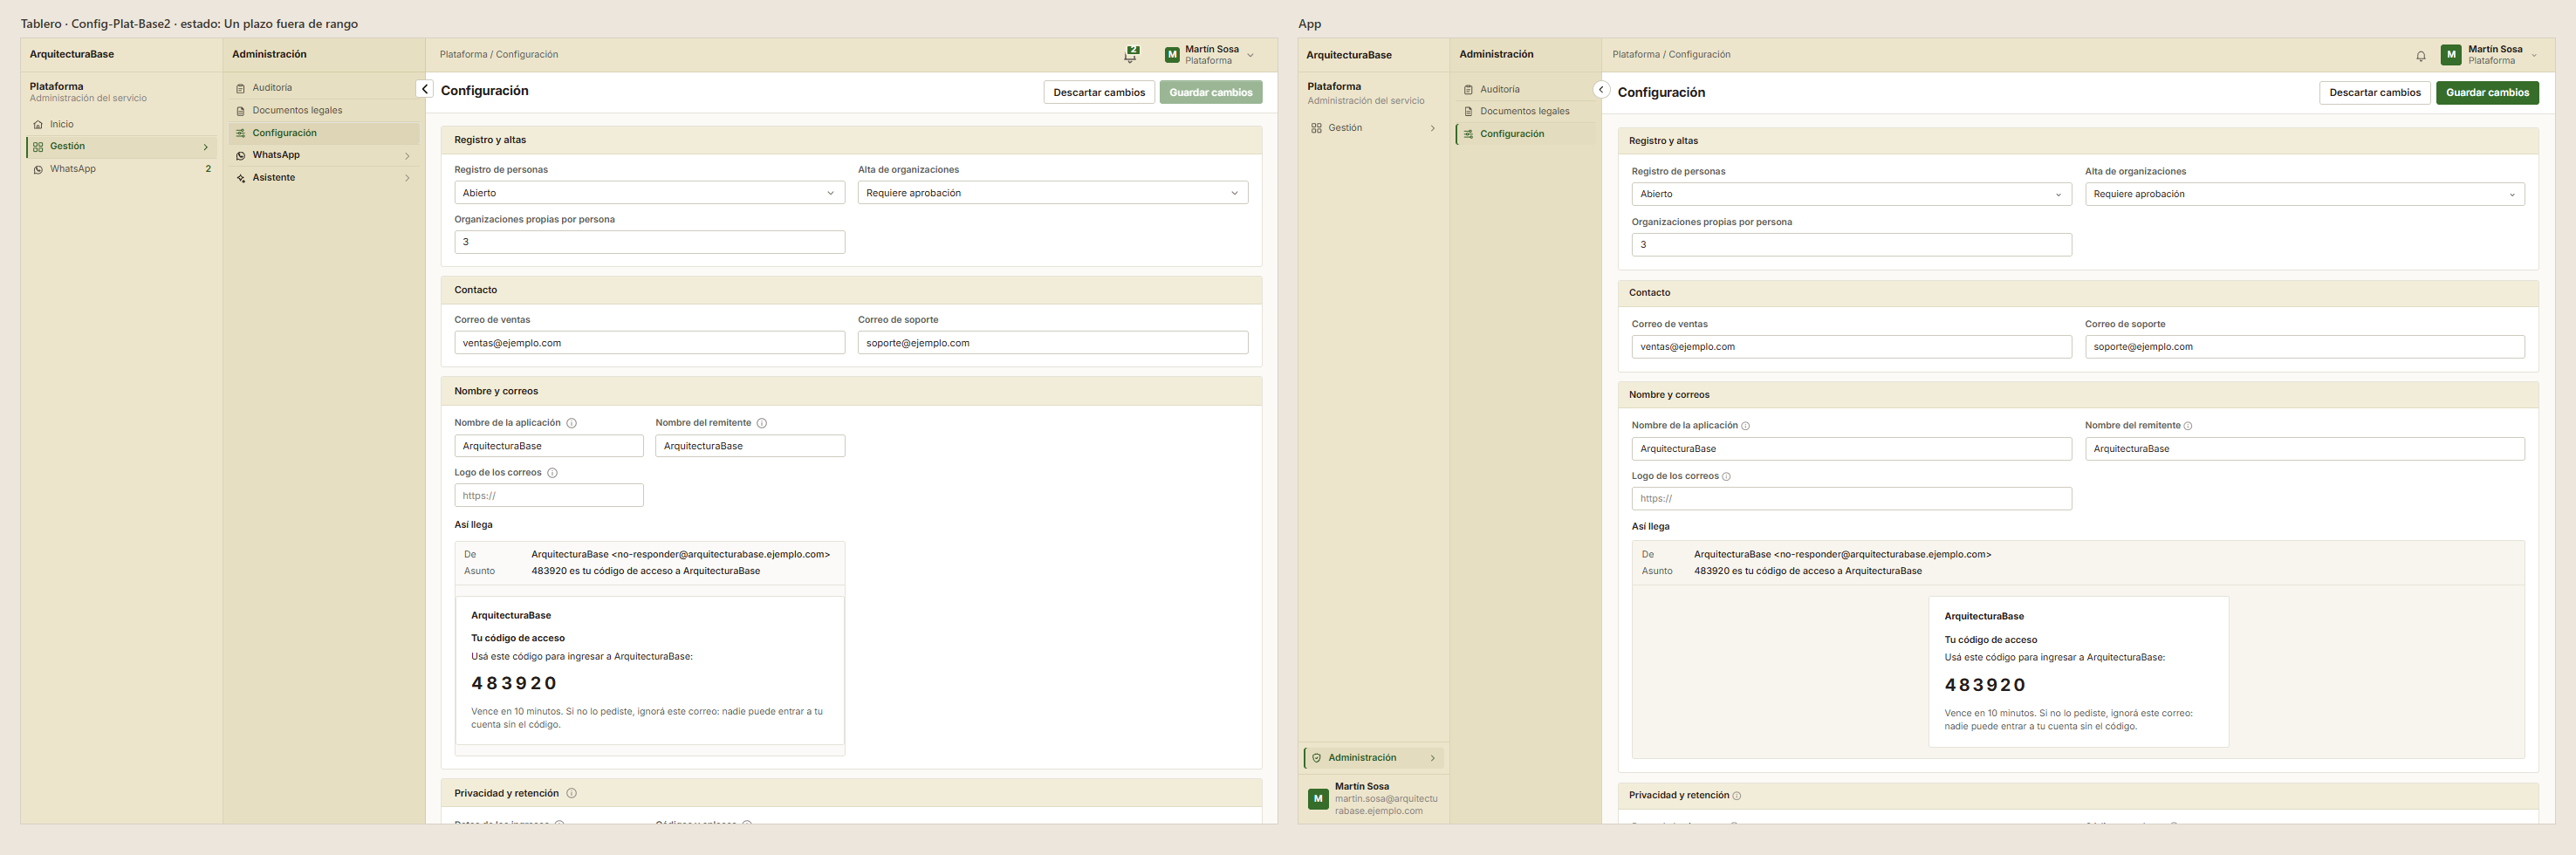 Tablero · Config-Plat-Base2 · estado: Un plazo fuera de rango
ArquitecturaBase
Plataforma
Administración del servicio
Inicio
Gestión
WhatsApp 2
Administración
Auditoría
Documentos legales
Configuración
WhatsApp
Asistente
Plataforma / Configuración
2
M
Martín Sosa
Plataforma
Configuración
Descartar cambios
Guardar cambios
Registro y altas
Registro de personas
Alta de organizaciones
Abierto
Requiere aprobación
Organizaciones propias por persona
3
Contacto
Correo de ventas
Correo de soporte
ventas@ejemplo.com
soporte@ejemplo.com
Nombre y correos
Nombre de la aplicación
Nombre del remitente
ArquitecturaBase
ArquitecturaBase
Logo de los correos
https://
Así llega
De ArquitecturaBase <no-responder@arquitecturabase.ejemplo.com>
Asunto 483920 es tu código de acceso a ArquitecturaBase
ArquitecturaBase
Tu código de acceso
Usá este código para ingresar a ArquitecturaBase:
483920
Vence en 10 minutos. Si no lo pediste, ignorá este correo: nadie puede entrar a tu
cuenta sin el código.
Privacidad y retención
App
ArquitecturaBase
Plataforma
Administración del servicio
Gestión
Administración
M
Martín Sosa
martin.sosa@arquitectu
rabase.ejemplo.com
Administración
Auditoría
Documentos legales
Configuración
Plataforma / Configuración
M
Martín Sosa
Plataforma
Configuración
Descartar cambios
Guardar cambios
Registro y altas
Registro de personas
Alta de organizaciones
Abierto
Requiere aprobación
Organizaciones propias por persona
3
Contacto
Correo de ventas
Correo de soporte
ventas@ejemplo.com
soporte@ejemplo.com
Nombre y correos
Nombre de la aplicación
Nombre del remitente
ArquitecturaBase
ArquitecturaBase
Logo de los correos
https://
Así llega
De ArquitecturaBase <no-responder@arquitecturabase.ejemplo.com>
Asunto 483920 es tu código de acceso a ArquitecturaBase
ArquitecturaBase
Tu código de acceso
Usá este código para ingresar a ArquitecturaBase:
483920
Vence en 10 minutos. Si no lo pediste, ignorá este correo:
nadie puede entrar a tu cuenta sin el código.
Privacidad y retención